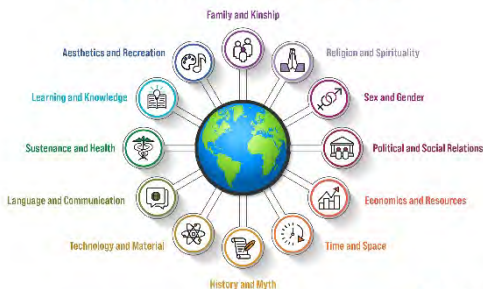 Family and Kinship
Aesthetics and Recreation
Religion and Spirituality
Learning and Knowledge
Sex and Gender
Sustenance and Health
Political and Social Relations
Language and Communication
Economics and Resources
Technology and Material
Time and Space
History and Myth